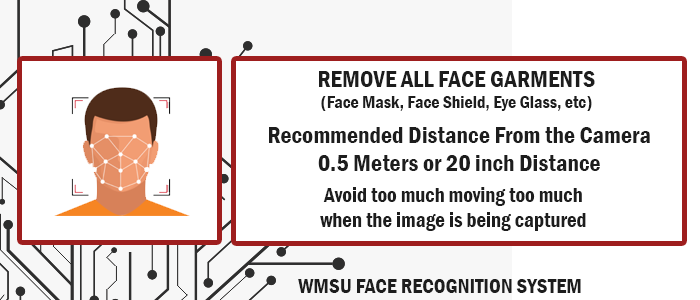 REMOVE ALL FACE GARMENTS
(Face Mask, Face Shield, Eye Glass, etc)
Recommended Distance From the Camera
0.5 Meters or 20 inch Distance
Avoid too much moving too much
when the image is being captured
WMSU FACE RECOGNITION SYSTEM